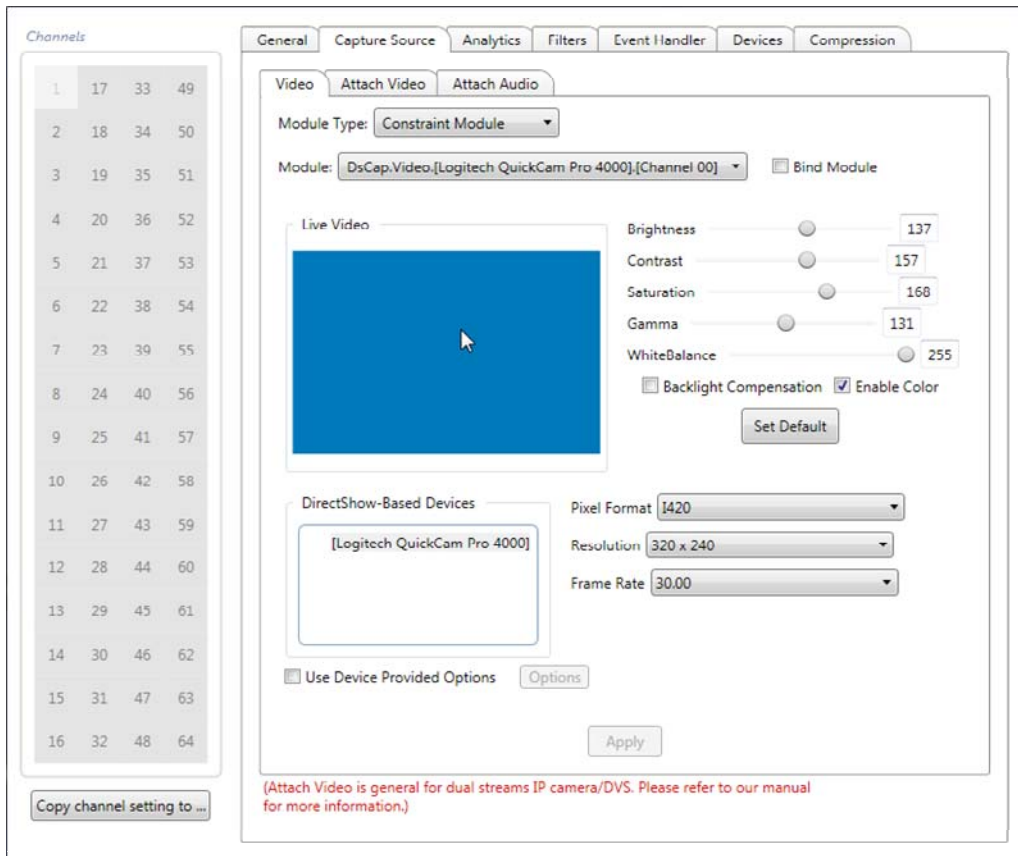 Channels
General Capture Source Analytics Filters Event Handler Devices Compression
1 17 33 49
2 18 34 50
3 19 35 51
4 20 36 52
5 21 37 53
6 22 38 54
7 23 39 55
8 24 40 56
9 25 41 57
10 26 42 58
11 27 43 59
12 28 44 60
13 29 45 61
14 30 46 62
15 31 47 63
16 32 48 64
Copy channel setting to ...
Video Attach Video Attach Audio
Module Type: Constraint Module
Module: DsCap.Video.[Logitech QuickCam Pro 4000].[Channel 00] Bind Module
Live Video
Brightness 137
Contrast 157
Saturation 168
Gamma 131
WhiteBalance 255
Backlight Compensation Enable Color
Set Default
DirectShow-Based Devices
[Logitech QuickCam Pro 4000]
Pixel Format I420
Resolution 320 x 240
Frame Rate 30.00
Use Device Provided Options Options
Apply
(Attach Video is general for dual streams IP camera/DVS. Please refer to our manual
for more information.)